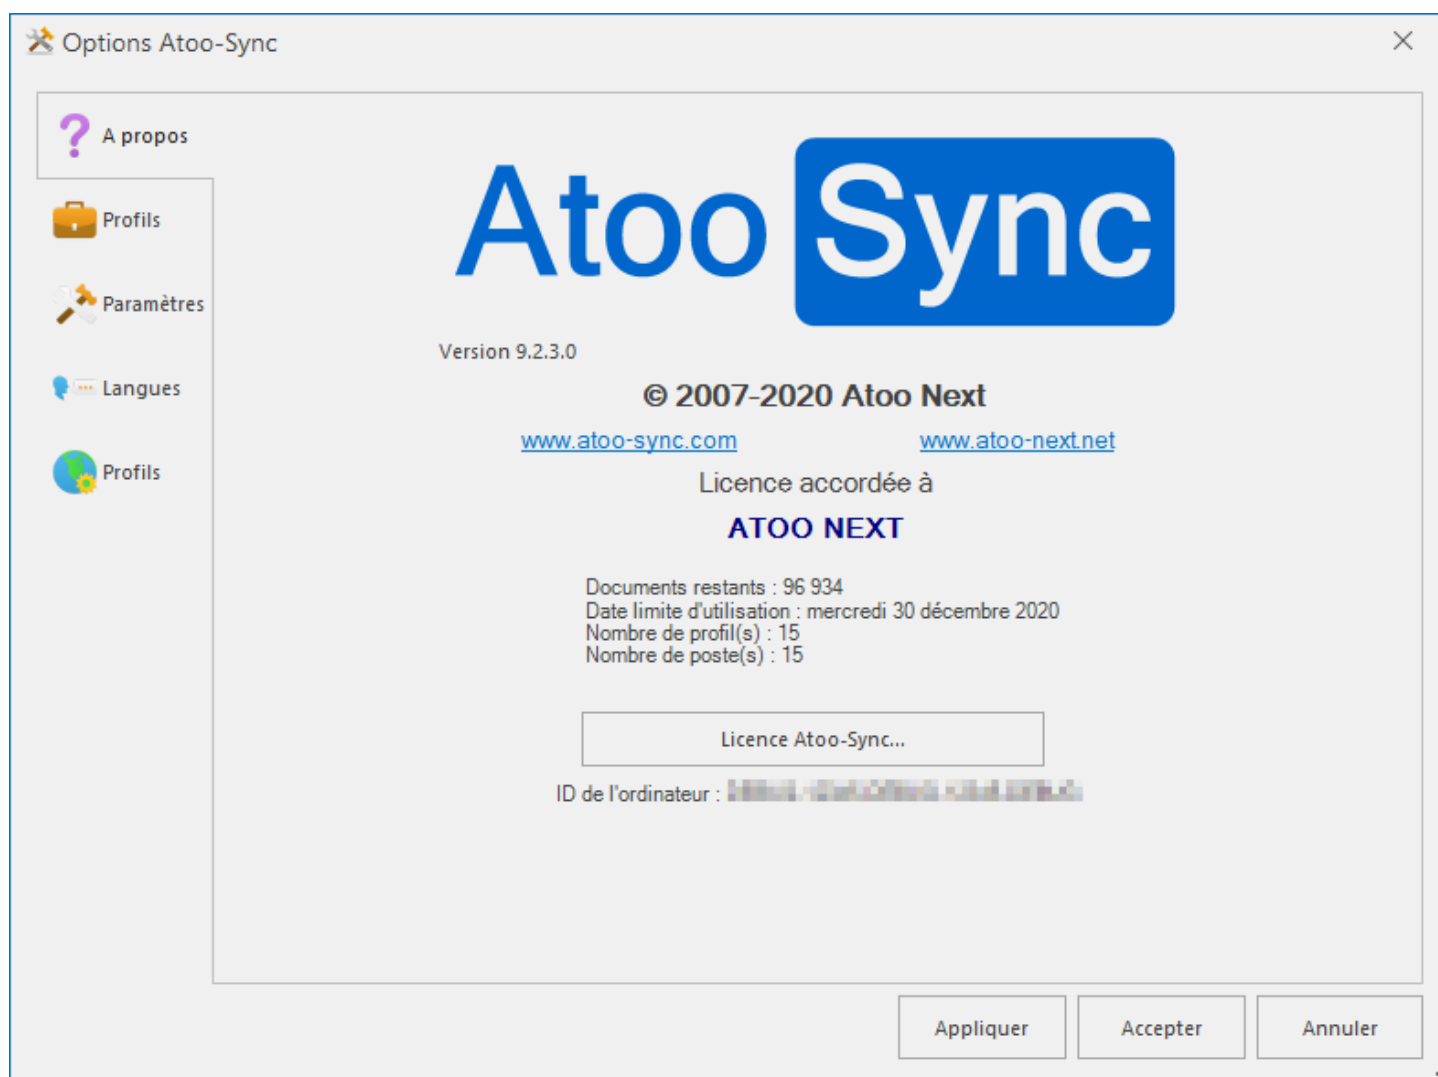 Options Atoo-Sync
A propos
Profils
Paramètres
Langues
Profils
Atoo Sync
Version 9.2.3.0
© 2007-2020 Atoo Next
www.atoo-sync.com www.atoo-next.net
Licence accordée à
ATOO NEXT
Documents restants : 96 934
Date limite d'utilisation : mercredi 30 décembre 2020
Nombre de profil(s) : 15
Nombre de poste(s) : 15
Licence Atoo-Sync...
ID de l'ordinateur :
Appliquer Accepter Annuler